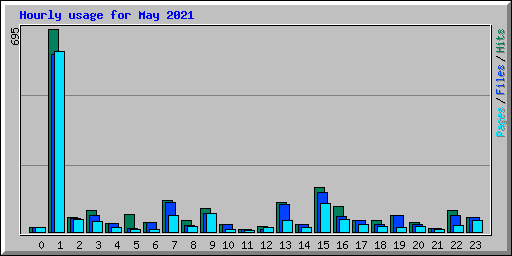 Hourly usage for May 2021
695
Pages/Files/Hits
0 1 2 3 4 5 6 7 8 9 10 11 12 13 14 15 16 17 18 19 20 21 22 23